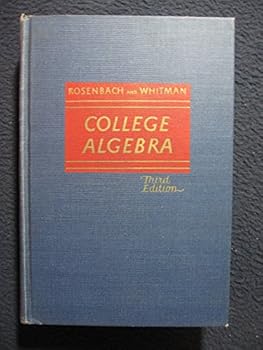 ROSENBACH AND WHITMAN
COLLEGE
ALGEBRA
Third
Edition